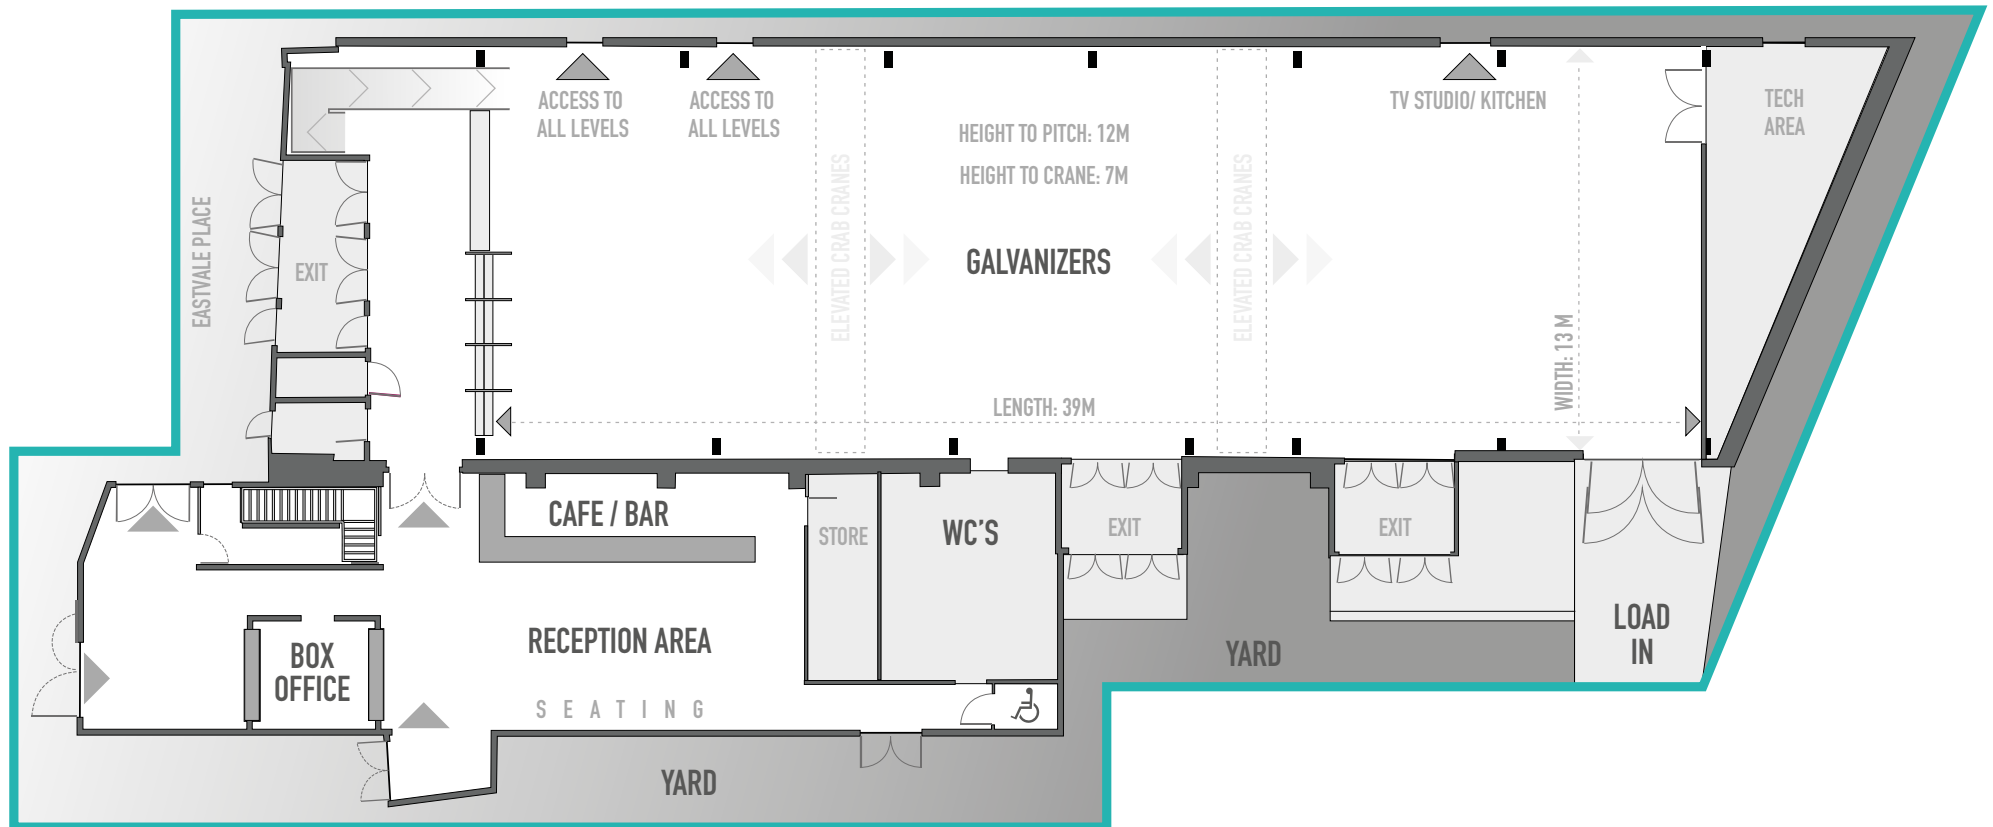 ACCESS TO
ALL LEVELS
ACCESS TO
ALL LEVELS
TV STUDIO/ KITCHEN
TECH
AREA
HEIGHT TO PITCH: 12M
HEIGHT TO CRANE: 7M
ELEVATED CRAB CRANES
ELEVATED CRAB CRANES
EASTVALE PLACE
EXIT
GALVANIZERS
WIDTH: 13 M
LENGTH: 39M
CAFE / BAR
STORE
WC'S
EXIT
EXIT
LOAD
IN
BOX
OFFICE
RECEPTION AREA
YARD
SEATING
YARD